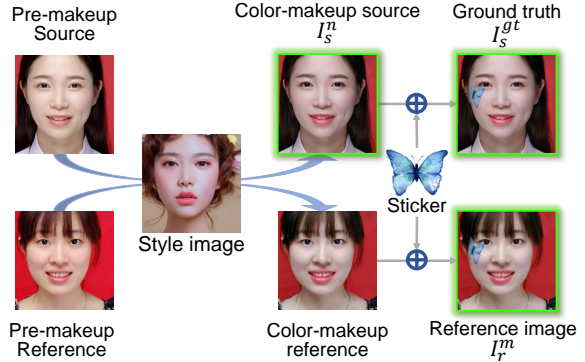 Pre-makeup
Source
Color-makeup source
$I_s^n$
Ground truth
$I_s^{gt}$
Style image
Sticker
Pre-makeup
Reference
Color-makeup
reference
Reference image
$I_r^m$